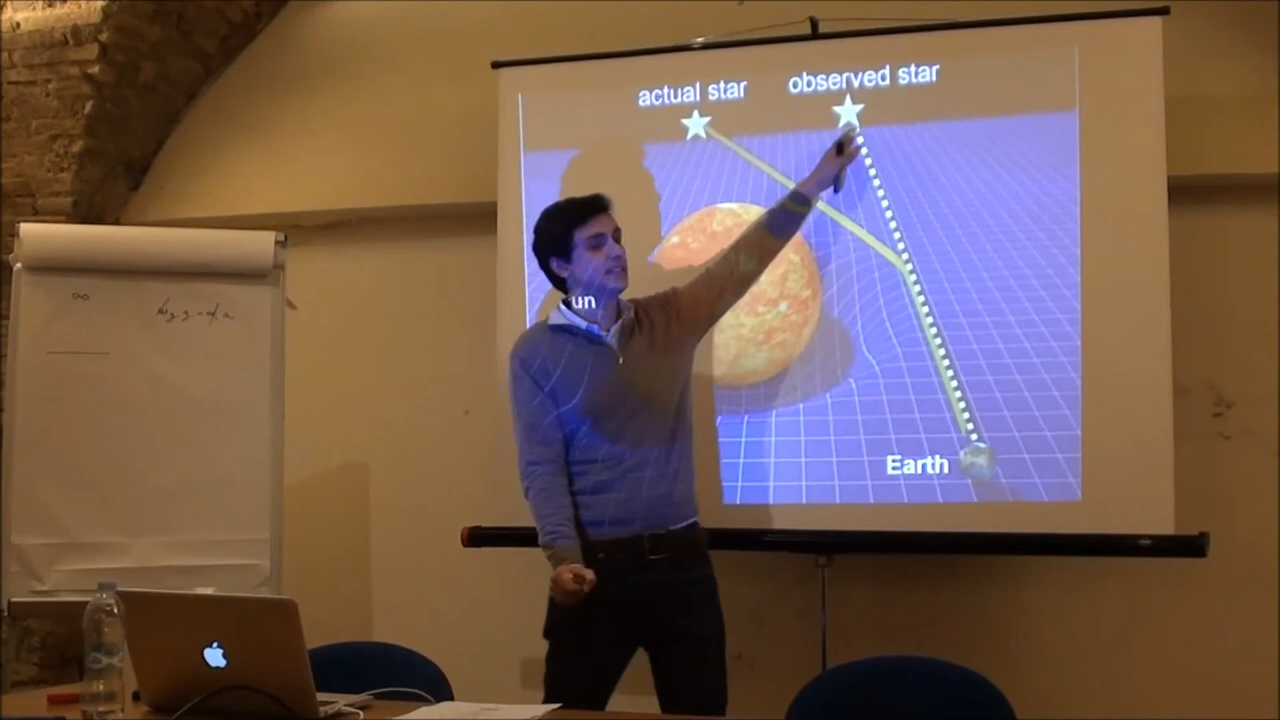 actual star
observed star
un
Earth
∞